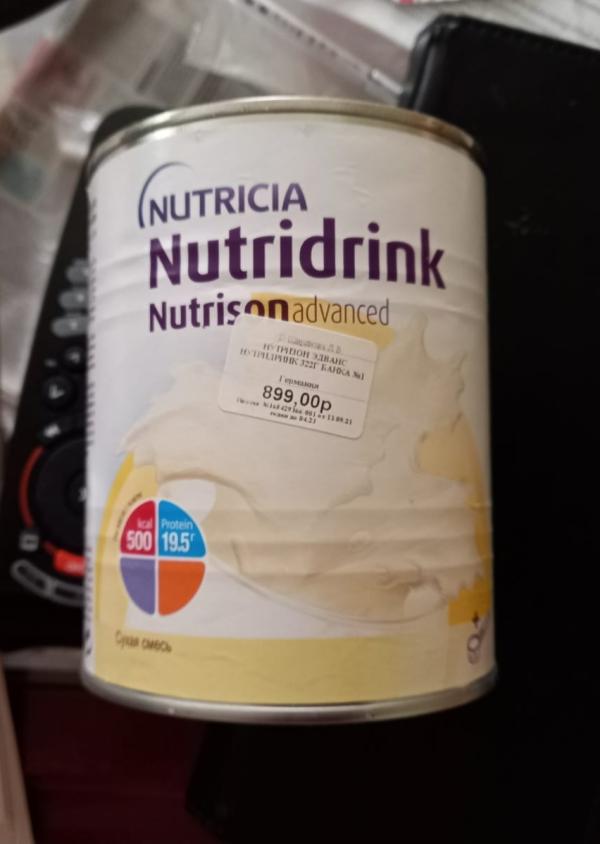 NUTRICIA
Nutridrink
Nutrison advanced
НУТРИЗОН ЭДВАНС
НУТРИДРИНК 322Г БАНКА №1
Германия
899,00р
kcal
500
Protein
19.5г
Сухая смесь